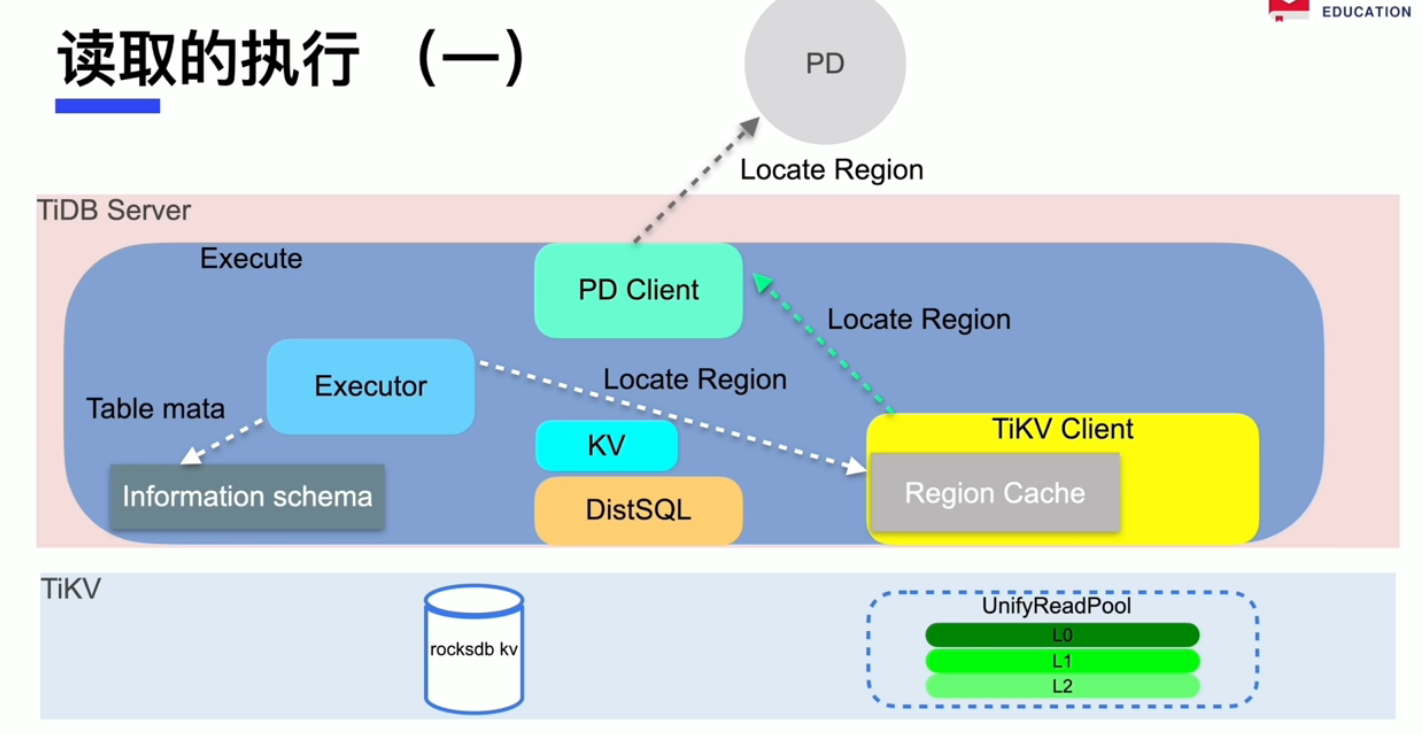 EDUCATION
读取的执行 （一）
PD
Locate Region
TiDB Server
Execute
PD Client
Locate Region
Executor
Locate Region
Table mata
KV
TiKV Client
Information schema
DistSQL
Region Cache
TiKV
rocksdb kv
UnifyReadPool
L0
L1
L2